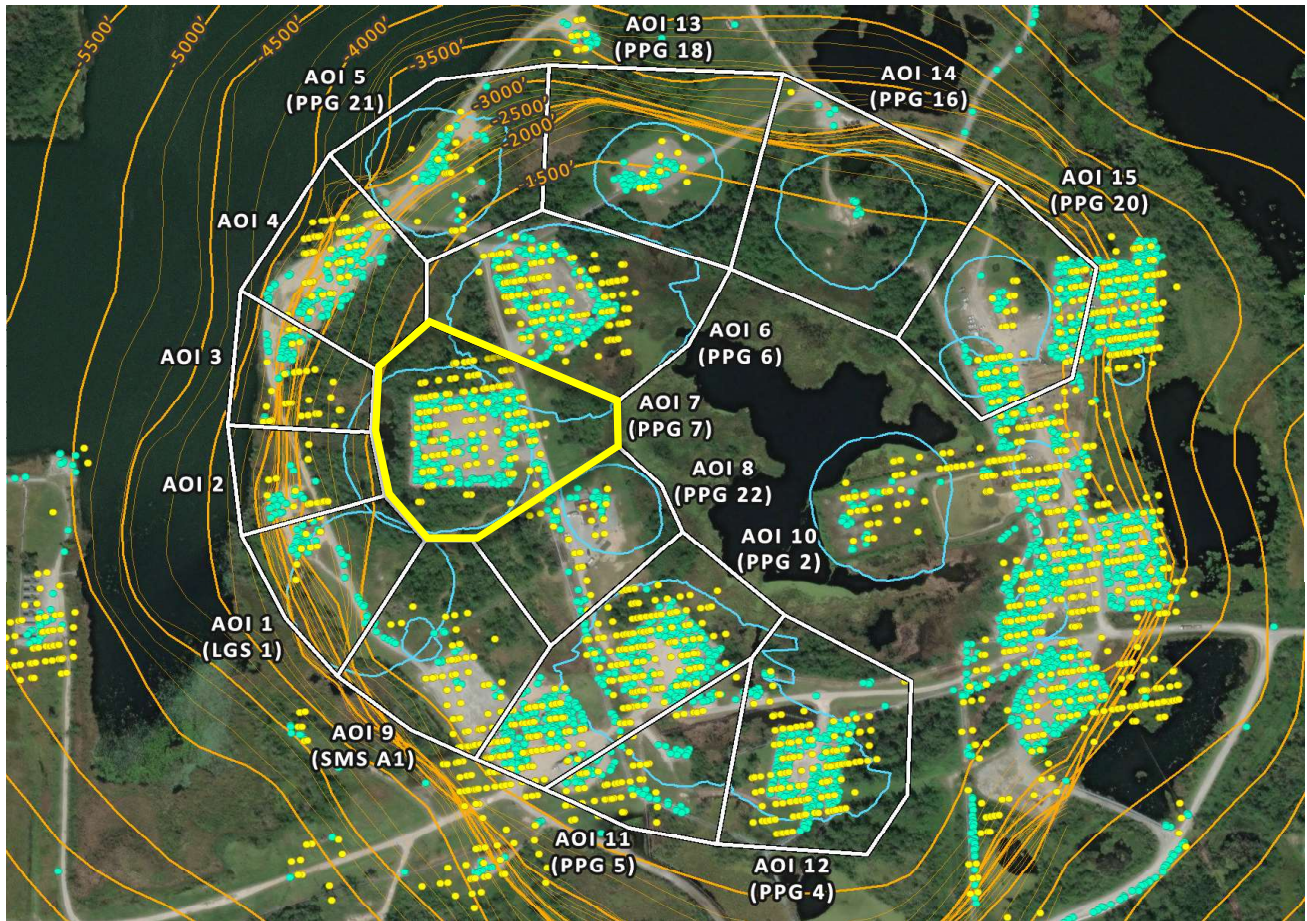 -5500'
-5000'
-4500'
-4000'
-3500'
-3000'
-2500'
-2000'
-1500'
AOI 13
(PPG 18)
AOI 5
(PPG 21)
AOI 14
(PPG 16)
AOI 15
(PPG 20)
AOI 4
AOI 3
AOI 6
(PPG 6)
AOI 7
(PPG 7)
AOI 2
AOI 8
(PPG 22)
AOI 10
(PPG 2)
AOI 1
(LGS 1)
AOI 9
(SMS A1)
AOI 11
(PPG 5)
AOI 12
(PPG 4)